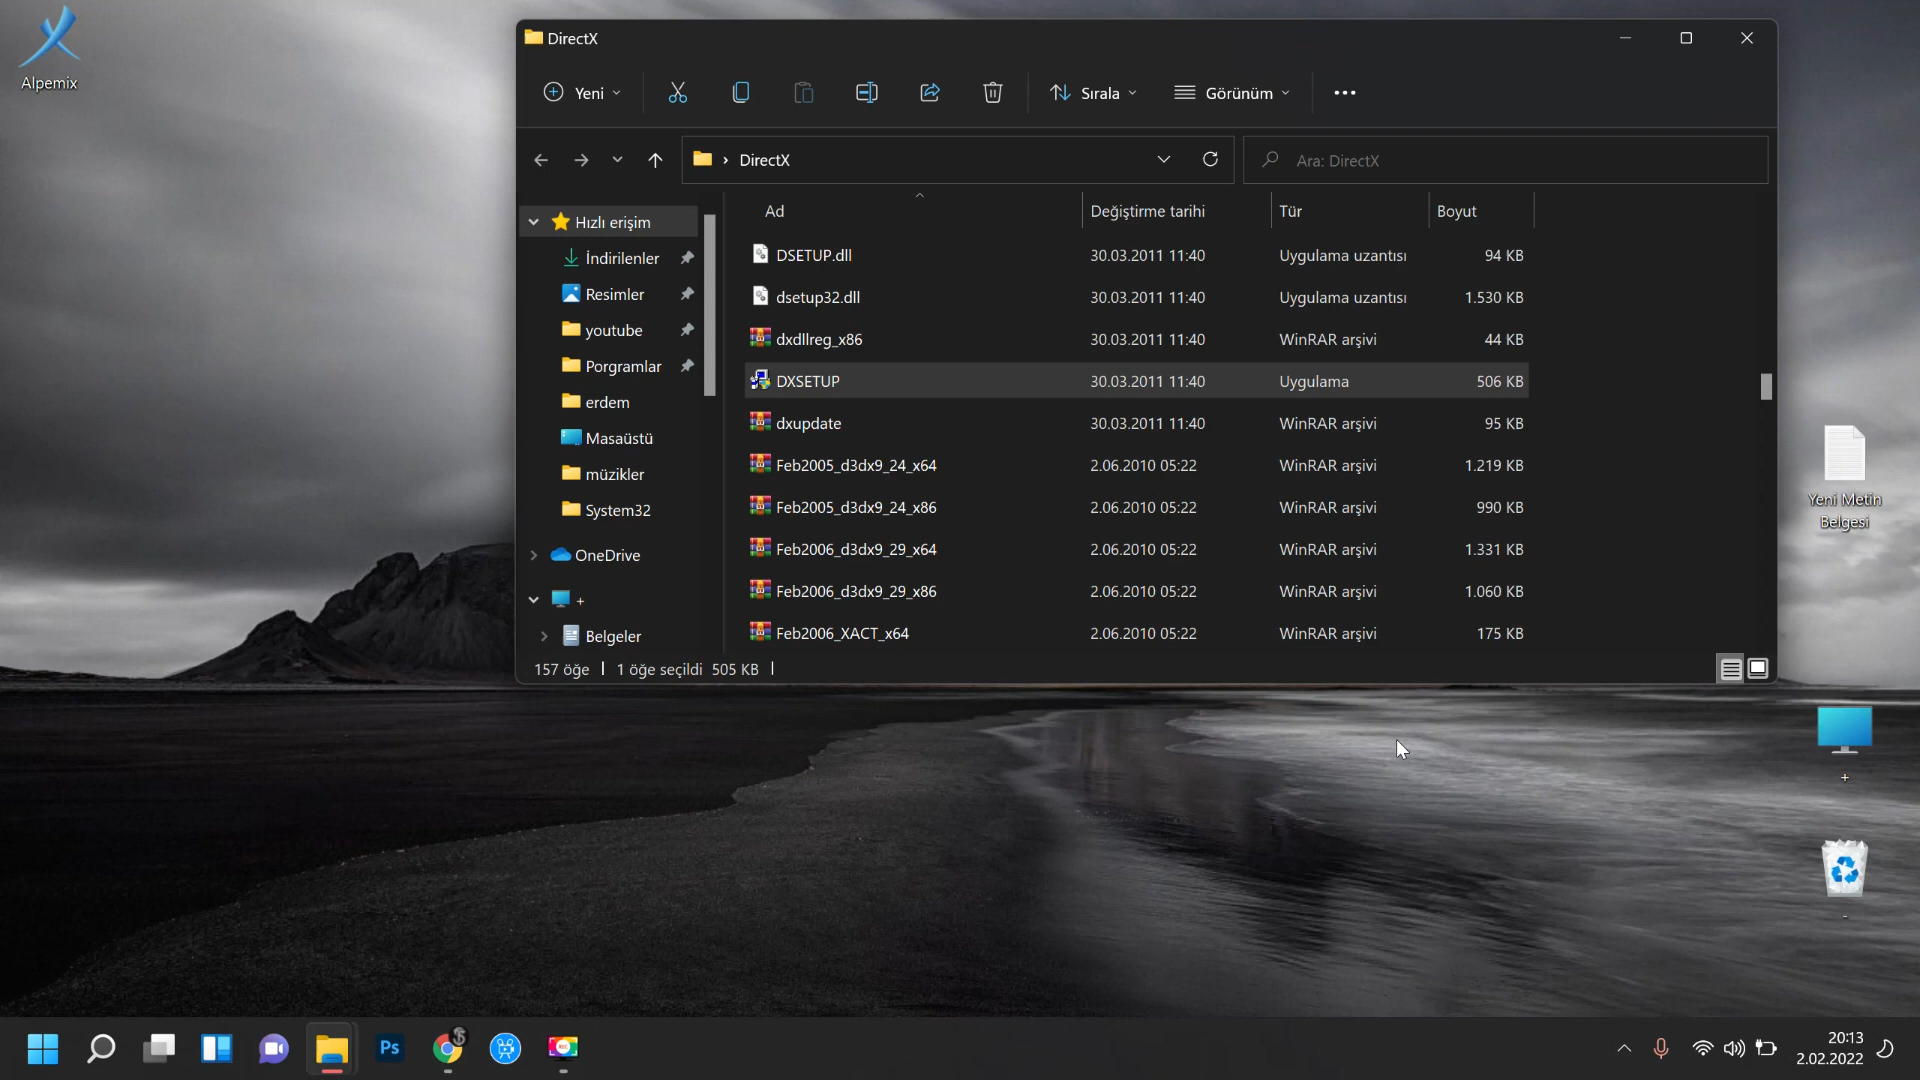 Alpemix
DirectX
Yeni
Sırala
Görünüm
DirectX
Ara: DirectX
Hızlı erişim
İndirilenler
Resimler
youtube
Porgramlar
erdem
Masaüstü
müzikler
System32
OneDrive
+
Belgeler
Ad Değiştirme tarihi Tür Boyut
DSETUP.dll 30.03.2011 11:40 Uygulama uzantısı 94 KB
dsetup32.dll 30.03.2011 11:40 Uygulama uzantısı 1.530 KB
dxdllreg_x86 30.03.2011 11:40 WinRAR arşivi 44 KB
DXSETUP 30.03.2011 11:40 Uygulama 506 KB
dxupdate 30.03.2011 11:40 WinRAR arşivi 95 KB
Feb2005_d3dx9_24_x64 2.06.2010 05:22 WinRAR arşivi 1.219 KB
Feb2005_d3dx9_24_x86 2.06.2010 05:22 WinRAR arşivi 990 KB
Feb2006_d3dx9_29_x64 2.06.2010 05:22 WinRAR arşivi 1.331 KB
Feb2006_d3dx9_29_x86 2.06.2010 05:22 WinRAR arşivi 1.060 KB
Feb2006_XACT_x64 2.06.2010 05:22 WinRAR arşivi 175 KB
157 öğe 1 öğe seçildi 505 KB
Yeni Metin
Belgesi
+
-
Ps
REC
20:13
2.02.2022